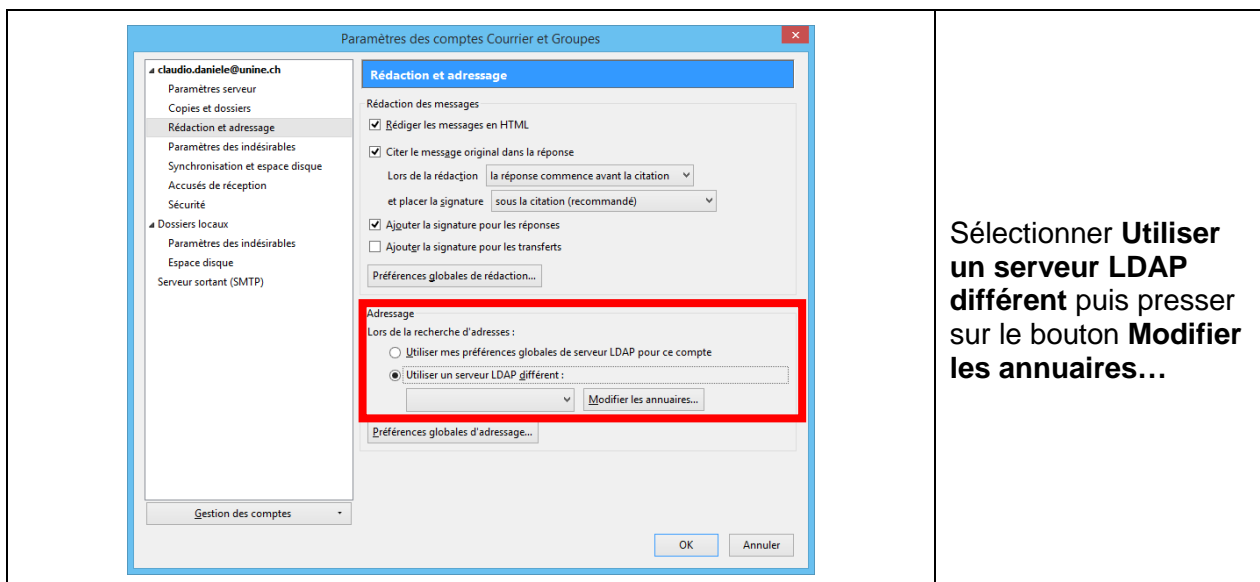 Paramètres des comptes Courrier et Groupes
claudio.daniele@unine.ch
Paramètres serveur
Copies et dossiers
Rédaction et adressage
Paramètres des indésirables
Synchronisation et espace disque
Accusés de réception
Sécurité
Dossiers locaux
Paramètres des indésirables
Espace disque
Serveur sortant (SMTP)
Gestion des comptes
Rédaction et adressage
Rédaction des messages
Rédiger les messages en HTML
Citer le message original dans la réponse
Lors de la rédaction la réponse commence avant la citation
et placer la signature sous la citation (recommandé)
Ajouter la signature pour les réponses
Ajouter la signature pour les transferts
Préférences globales de rédaction...
Adressage
Lors de la recherche d'adresses :
Utiliser mes préférences globales de serveur LDAP pour ce compte
Utiliser un serveur LDAP différent :
Modifier les annuaires...
Préférences globales d'adressage...
OK Annuler
Sélectionner Utiliser
un serveur LDAP
différent puis presser
sur le bouton Modifier
les annuaires…